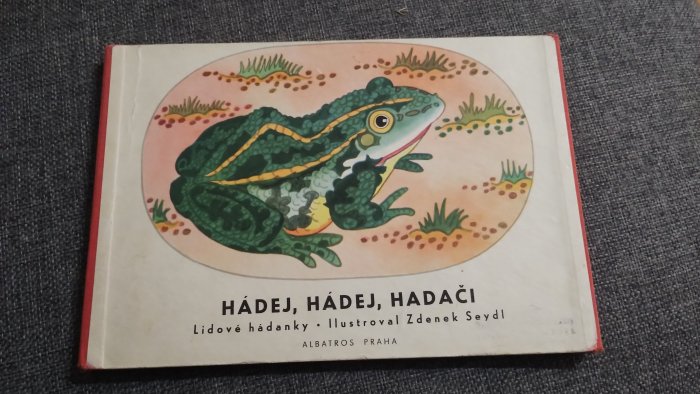 HÁDEJ, HÁDEJ, HADAČI
Lidové hádanky • Ilustroval Zdenek Seydl
ALBATROS PRAHA